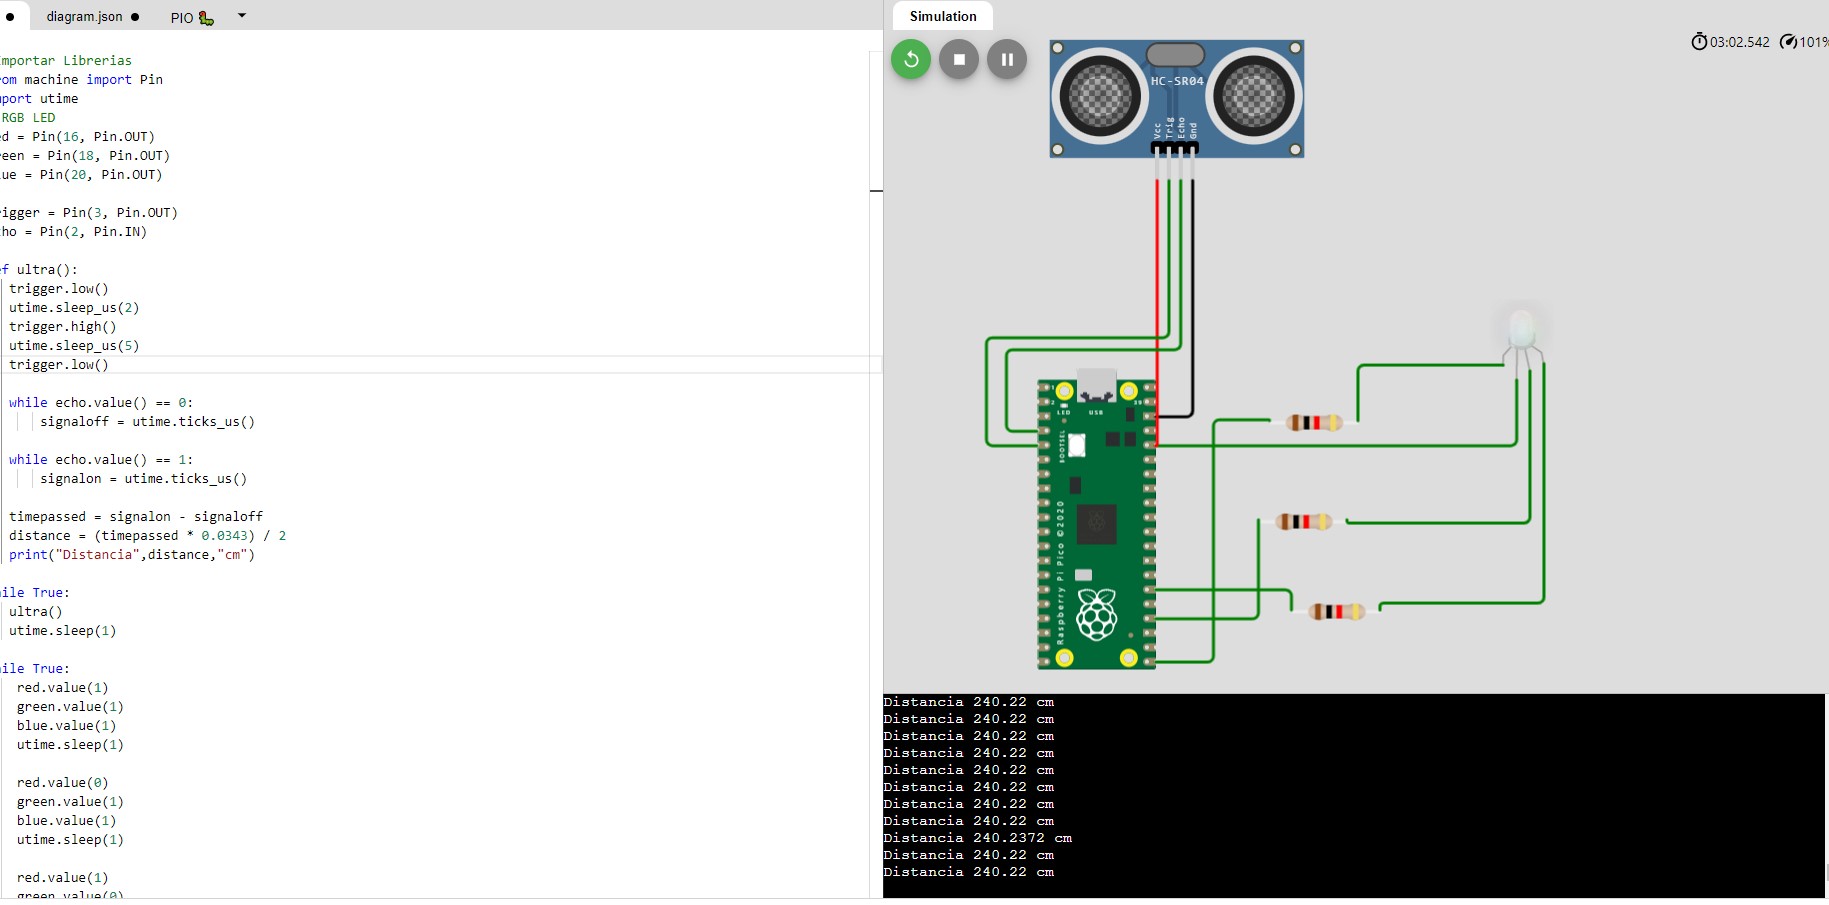 diagram.json
PIO
Simulation
03:02.542
101%
mportar Librerias
om machine import Pin
port utime
RGB LED
ed = Pin(16, Pin.OUT)
een = Pin(18, Pin.OUT)
ue = Pin(20, Pin.OUT)
igger = Pin(3, Pin.OUT)
ho = Pin(2, Pin.IN)
ef ultra():
trigger.low()
utime.sleep_us(2)
trigger.high()
utime.sleep_us(5)
trigger.low()
while echo.value() == 0:
signaloff = utime.ticks_us()
while echo.value() == 1:
signalon = utime.ticks_us()
timepassed = signalon - signaloff
distance = (timepassed * 0.0343) / 2
print("Distancia",distance,"cm")
ile True:
ultra()
utime.sleep(1)
ile True:
red.value(1)
green.value(1)
blue.value(1)
utime.sleep(1)
red.value(0)
green.value(1)
blue.value(1)
utime.sleep(1)
red.value(1)
green.value(0)
HC-SR04
Vcc
Trig
Echo
Gnd
1
2
39
LED
USB
BOOTSEL
Raspberry Pi Pico ©2020
Distancia 240.22 cm
Distancia 240.22 cm
Distancia 240.22 cm
Distancia 240.22 cm
Distancia 240.22 cm
Distancia 240.22 cm
Distancia 240.22 cm
Distancia 240.22 cm
Distancia 240.2372 cm
Distancia 240.22 cm
Distancia 240.22 cm